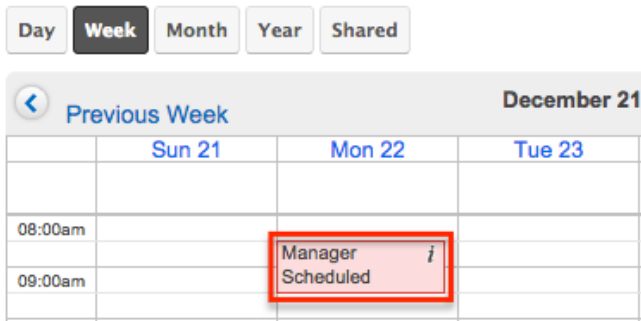 Day Week Month Year Shared
Previous Week December 21
Sun 21 Mon 22 Tue 23
08:00am
Manager i
09:00am Scheduled